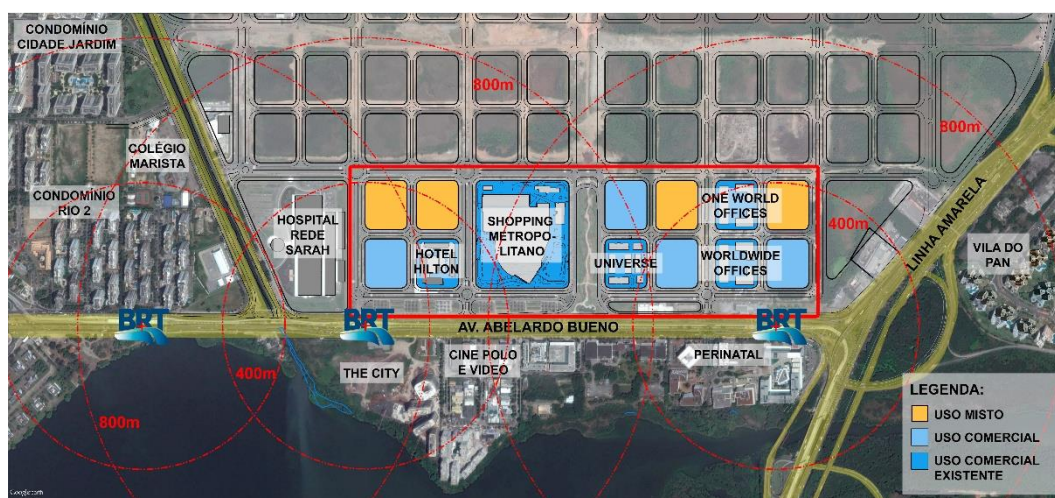 CONDOMÍNIO
CIDADE JARDIM
800m
800m
COLÉGIO
MARISTA
CONDOMÍNIO
RIO 2
HOSPITAL
REDE
SARAH
SHOPPING
METROPO-
LITANO
HOTEL
HILTON
ONE WORLD
OFFICES
UNIVERSE
WORLDWIDE
OFFICES
400m
LINHA AMARELA
VILA DO
PAN
BRT
BRT
BRT
AV. ABELARDO BUENO
400m
THE CITY
CINE POLO
E VIDEO
PERINATAL
800m
LEGENDA:
USO MISTO
USO COMERCIAL
USO COMERCIAL
EXISTENTE
Google earth